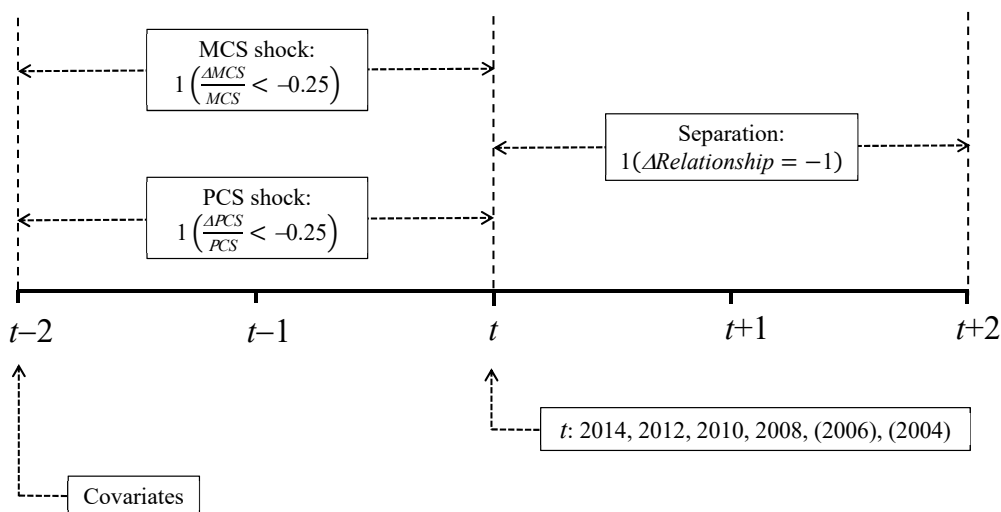 MCS shock:
1(ΔMCS/MCS < –0.25)
Separation:
1(ΔRelationship = −1)
PCS shock:
1(ΔPCS/PCS < –0.25)
t–2 t–1 t t+1 t+2
t: 2014, 2012, 2010, 2008, (2006), (2004)
Covariates